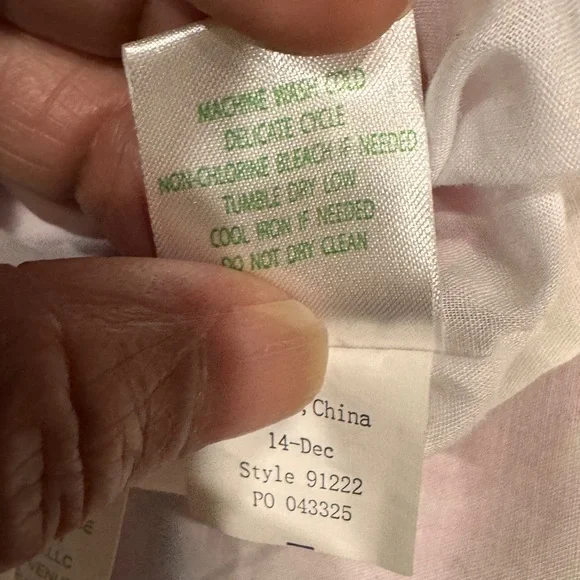 MACHINE WASH COLD
DELICATE CYCLE
NON-CHLORINE BLEACH IF NEEDED
TUMBLE DRY LOW
COOL IRON IF NEEDED
DO NOT DRY CLEAN
, China
14-Dec
Style 91222
PO 043325
LLC